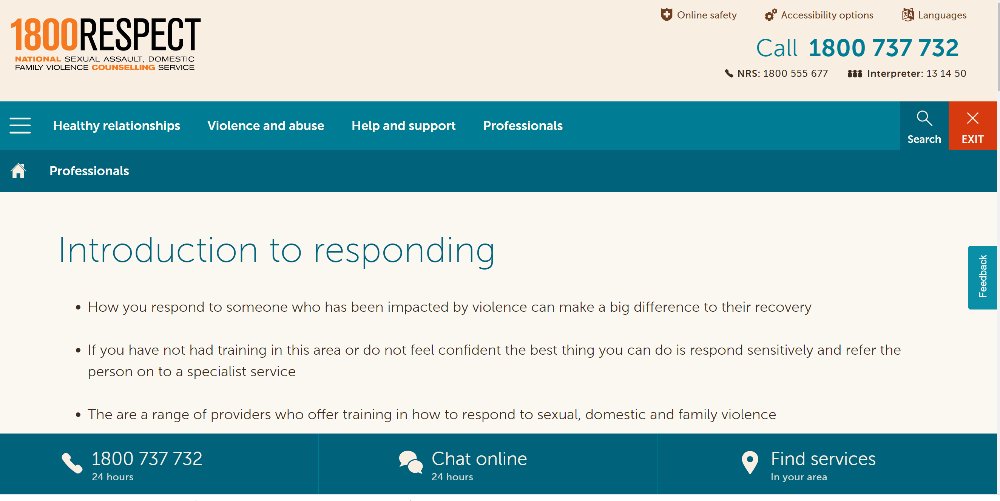 1800RESPECT
NATIONAL SEXUAL ASSAULT, DOMESTIC
FAMILY VIOLENCE COUNSELLING SERVICE
Online safety
Accessibility options
Languages
Call 1800 737 732
NRS: 1800 555 677
Interpreter: 13 14 50
Healthy relationships
Violence and abuse
Help and support
Professionals
Search
EXIT
Professionals
Introduction to responding
Feedback
• How you respond to someone who has been impacted by violence can make a big difference to their recovery
• If you have not had training in this area or do not feel confident the best thing you can do is respond sensitively and refer the
person on to a specialist service
• The are a range of providers who offer training in how to respond to sexual, domestic and family violence
1800 737 732
24 hours
Chat online
24 hours
Find services
In your area